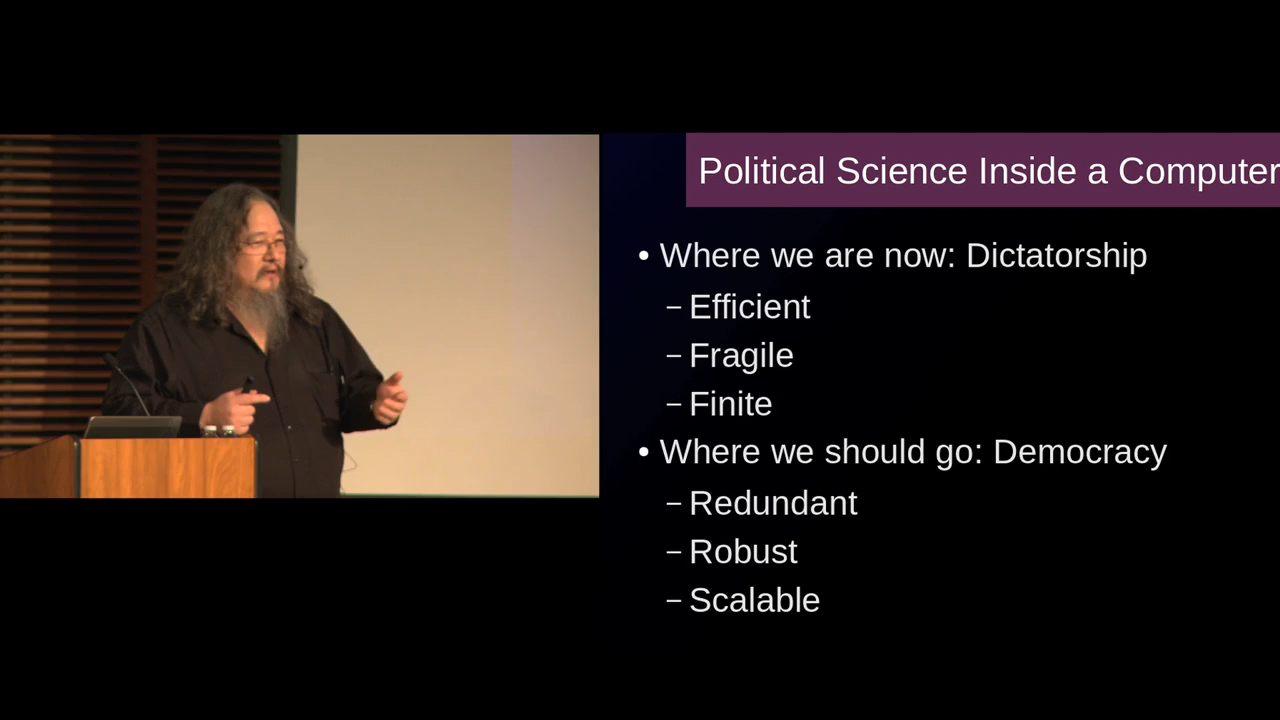 Political Science Inside a Computer
• Where we are now: Dictatorship
– Efficient
– Fragile
– Finite
• Where we should go: Democracy
– Redundant
– Robust
– Scalable